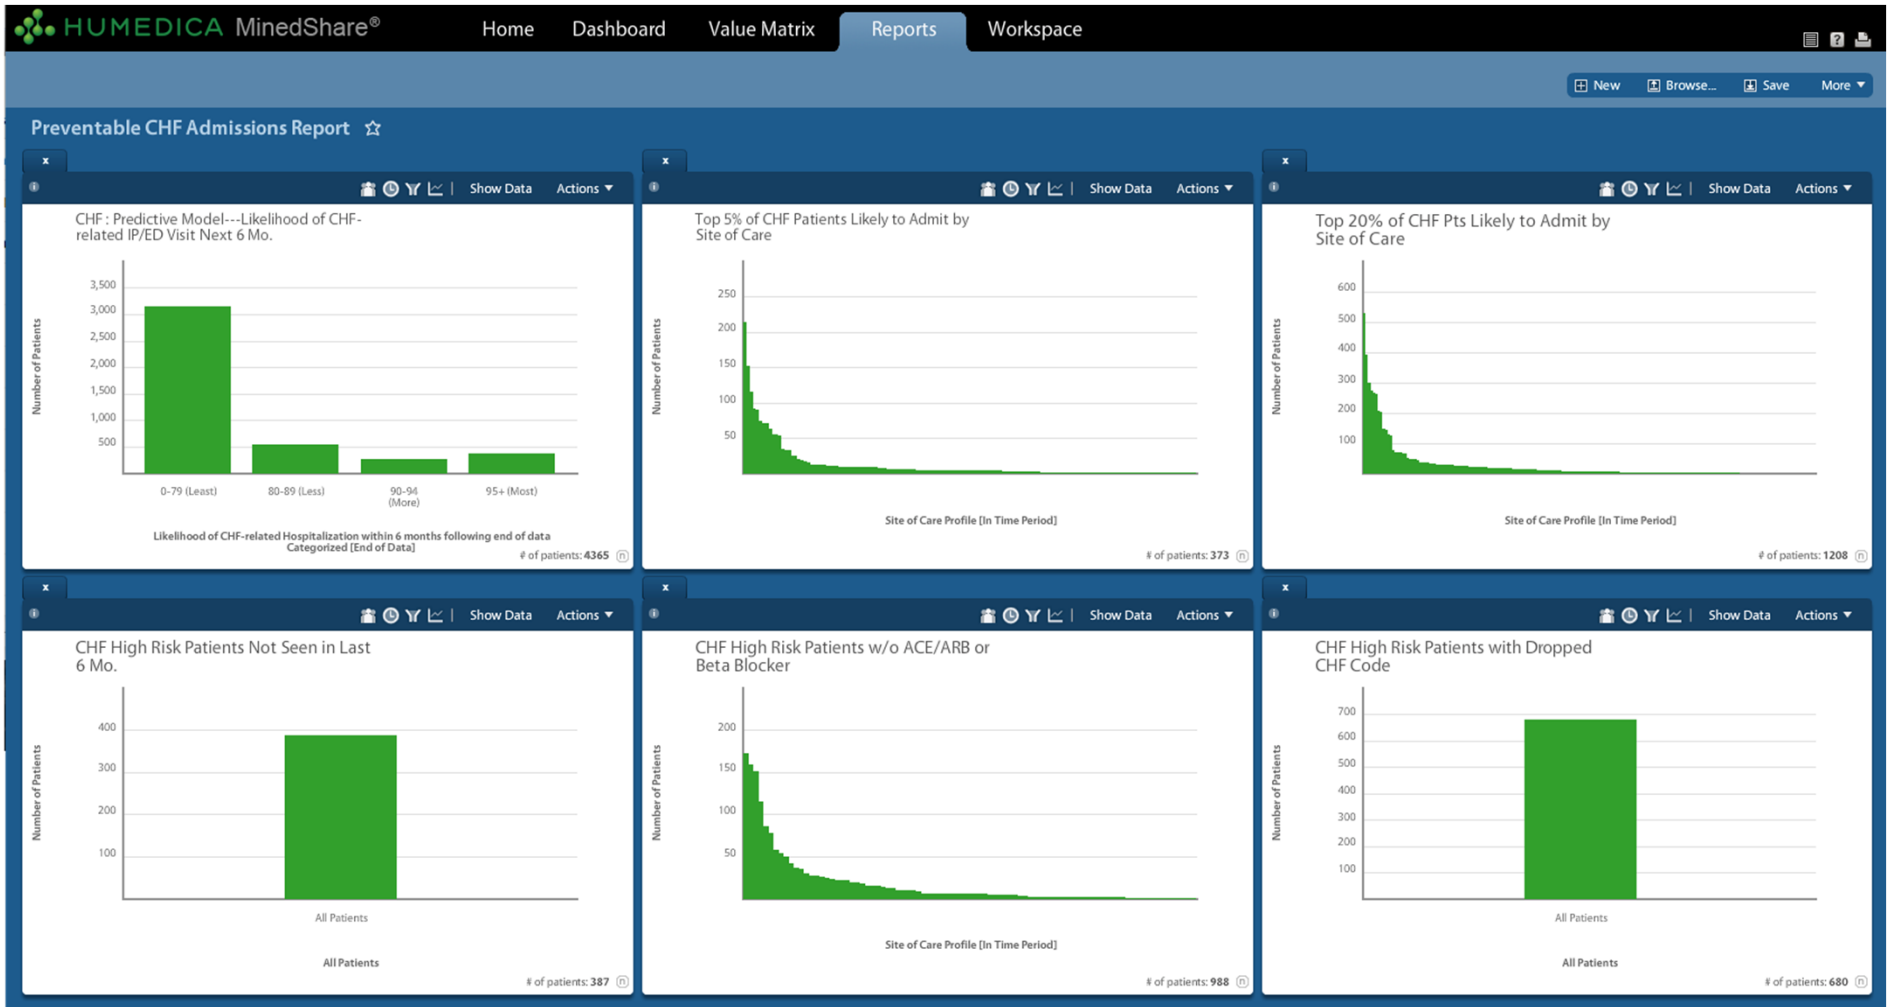 HUMEDICA MinedShare®
Home Dashboard Value Matrix Reports Workspace
?
New Browse... Save More
Preventable CHF Admissions Report
x
Show Data Actions
CHF : Predictive Model---Likelihood of CHF-
related IP/ED Visit Next 6 Mo.
Number of Patients
3,500
3,000
2,500
2,000
1,500
1,000
500
0-79 (Least) 80-89 (Less) 90-94 95+ (Most)
(More)
Likelihood of CHF-related Hospitalization within 6 months following end of data
Categorized [End of Data]
# of patients: 4365 n
x
Show Data Actions
Top 5% of CHF Patients Likely to Admit by
Site of Care
Number of Patients
250
200
150
100
50
Site of Care Profile [In Time Period]
# of patients: 373 n
x
Show Data Actions
Top 20% of CHF Pts Likely to Admit by
Site of Care
Number of Patients
600
500
400
300
200
100
Site of Care Profile [In Time Period]
# of patients: 1208 n
x
Show Data Actions
CHF High Risk Patients Not Seen in Last
6 Mo.
Number of Patients
400
300
200
100
All Patients
All Patients
# of patients: 387 n
x
Show Data Actions
CHF High Risk Patients w/o ACE/ARB or
Beta Blocker
Number of Patients
200
150
100
50
Site of Care Profile [In Time Period]
# of patients: 988 n
x
Show Data Actions
CHF High Risk Patients with Dropped
CHF Code
Number of Patients
700
600
500
400
300
200
100
All Patients
All Patients
# of patients: 680 n